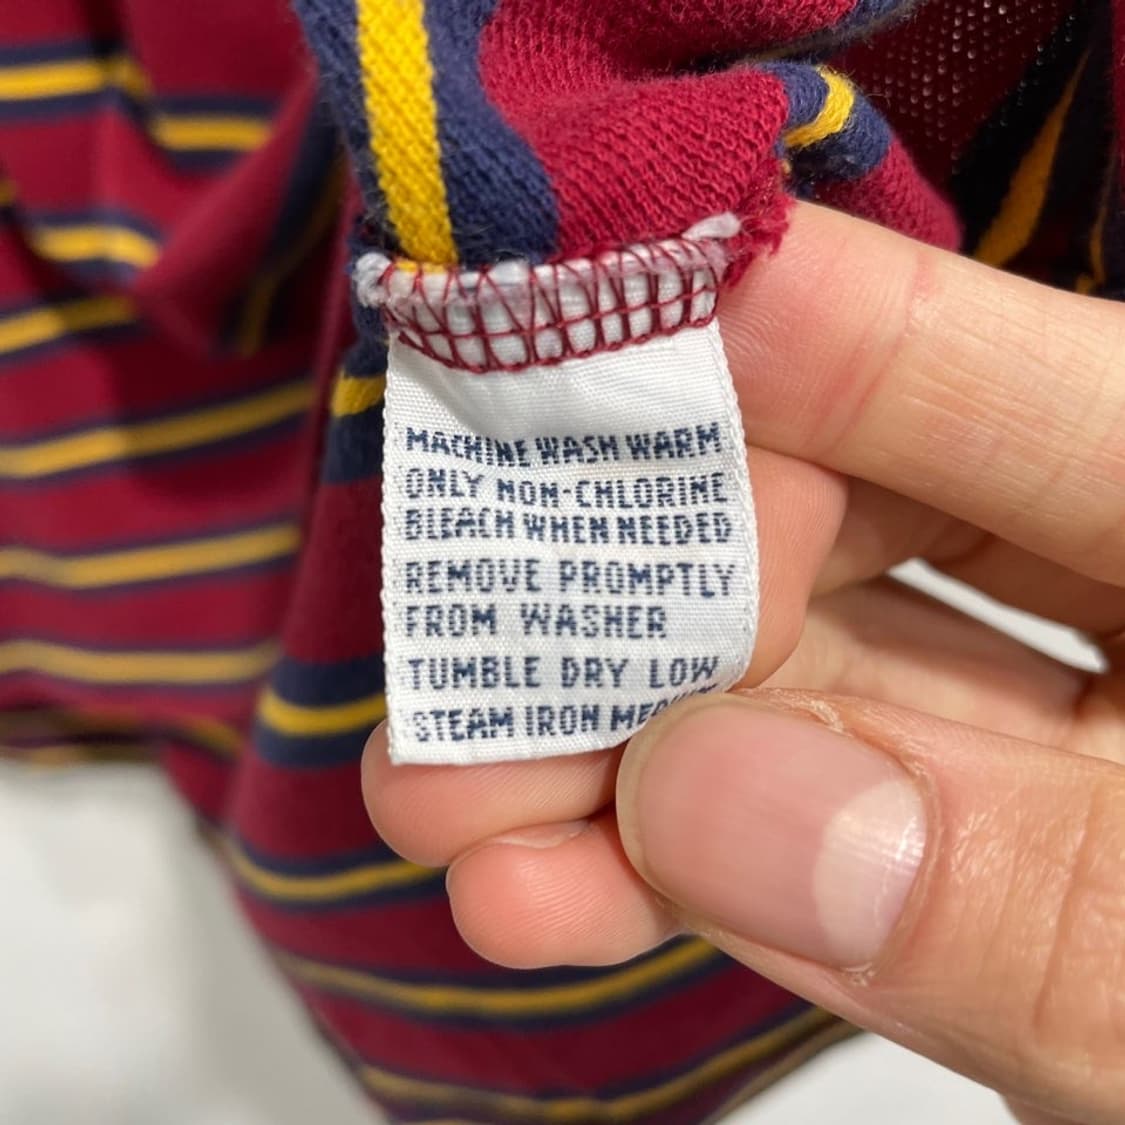 MACHINE WASH WARM
ONLY NON-CHLORINE
BLEACH WHEN NEEDED
REMOVE PROMPTLY
FROM WASHER
TUMBLE DRY LOW
STEAM IRON